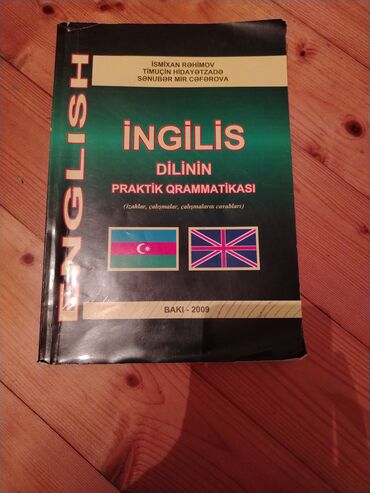 ENGLISH
İSMİXAN RƏHİMOV
TİMUÇİN HİDAYƏTZADƏ
SƏNUBƏR MİR CƏFƏROVA
İNGİLİS
DİLİNİN
PRAKTİK QRAMMATİKASI
(izahlar, çalışmalar, çalışmaların cavabları)
BAKI - 2009